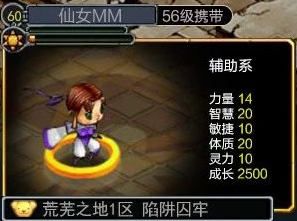 60 仙女MM 56级携带
辅助系
力量 14
智慧 20
敏捷 10
体质 20
灵力 10
成长 2500
荒芜之地1区 陷阱囚牢